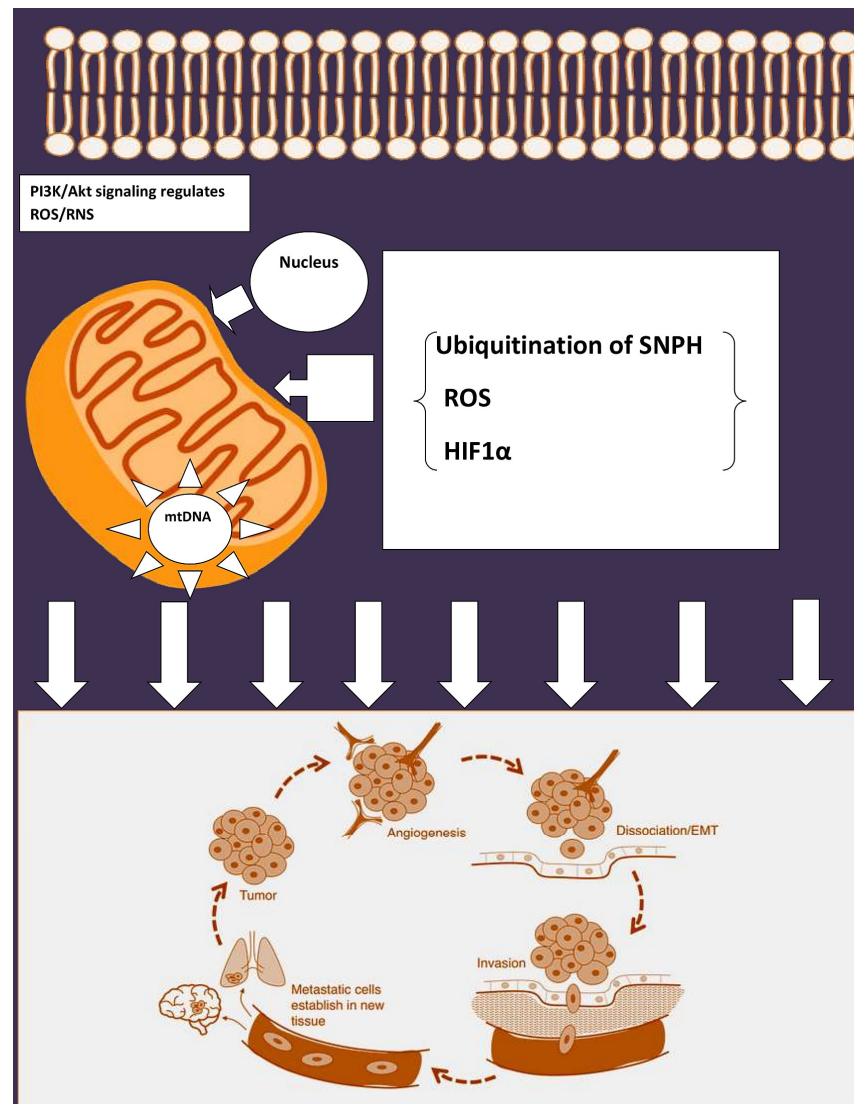 PI3K/Akt signaling regulates
ROS/RNS
Nucleus
Ubiquitination of SNPH
ROS
HIF1α
mtDNA
Angiogenesis
Dissociation/EMT
Tumor
Invasion
Metastatic cells
establish in new
tissue